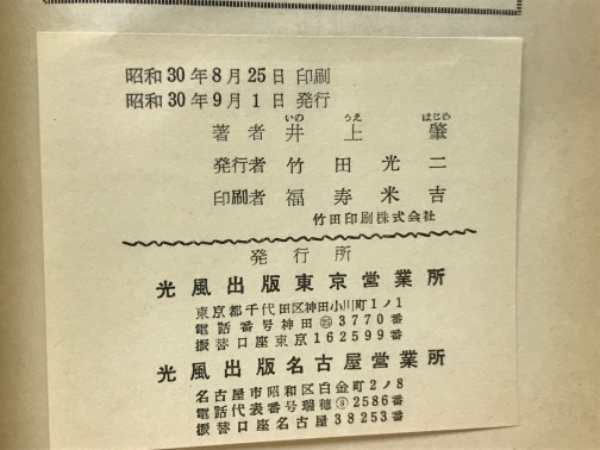 昭和30年8月25日 印刷
昭和30年9月1日 発行
いの うえ はじめ
著者 井上肇
発行者 竹田光二
印刷者 福寿米吉
竹田印刷株式会社
発行所
光風出版東京営業所
東京都千代田区神田小川町1ノ1
電話番号神田㉕3770番
振替口座東京162599番
光風出版名古屋営業所
名古屋市昭和区白金町2ノ8
電話代表番号瑞穂⑧2586番
振替口座名古屋38253番